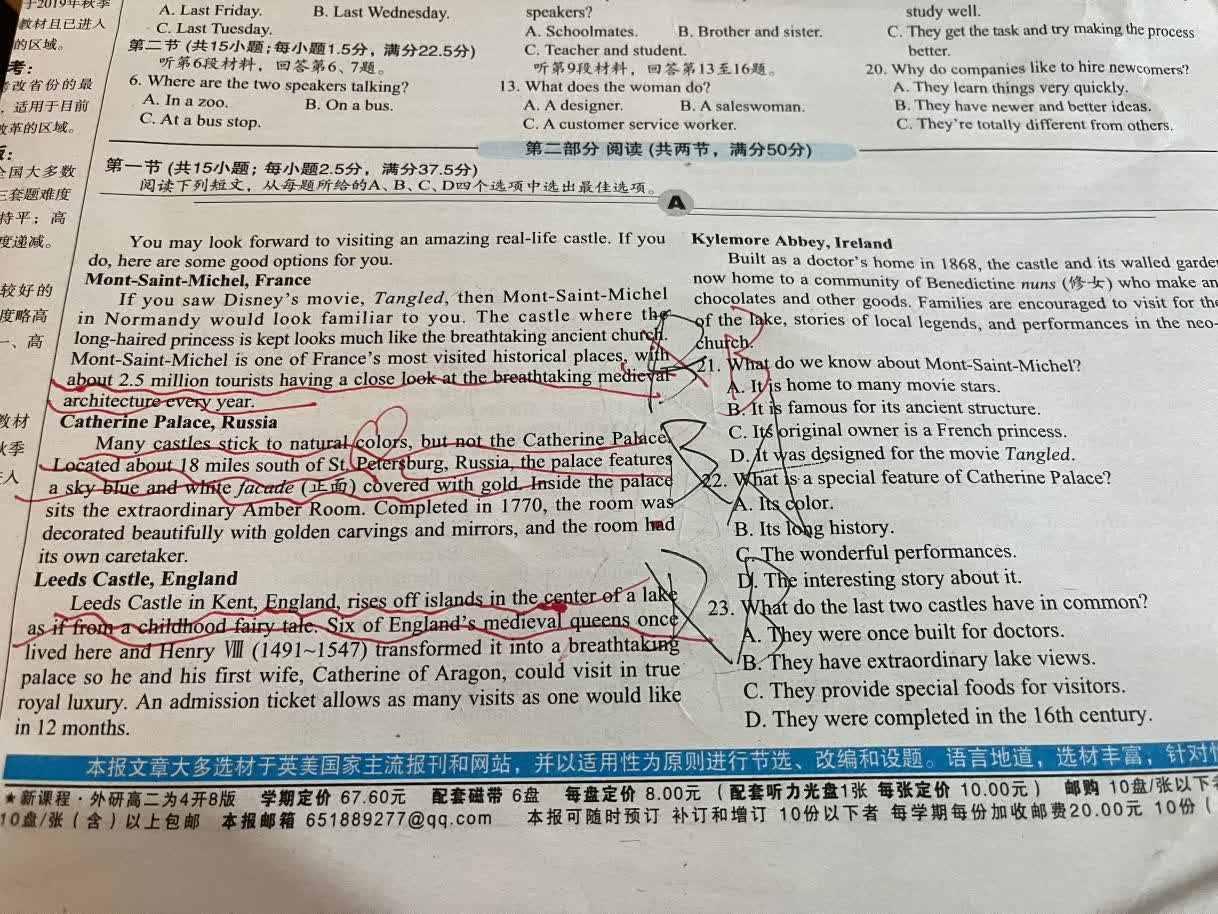 于2019年秋季
教材且已进入
的区域。
考:
改省份的最
，适用于目前
改革的区域。
全国大多数
三套题难度
持平；高
度递减。
较好的
度略高
一、高
教材
秋季
A. Last Friday. B. Last Wednesday.
C. Last Tuesday.
第二节 (共15小题；每小题1.5分，满分22.5分)
听第6段材料，回答第6、7题。
6. Where are the two speakers talking?
A. In a zoo. B. On a bus.
C. At a bus stop.
speakers?
A. Schoolmates. B. Brother and sister.
C. Teacher and student.
听第9段材料，回答第13至16题。
13. What does the woman do?
A. A designer. B. A saleswoman.
C. A customer service worker.
study well.
C. They get the task and try making the process
better.
20. Why do companies like to hire newcomers?
A. They learn things very quickly.
B. They have newer and better ideas.
C. They're totally different from others.
第二部分 阅读 (共两节，满分50分)
第一节 (共15小题；每小题2.5分，满分37.5分)
阅读下列短文，从每题所给的A、B、C、D四个选项中选出最佳选项。
A
You may look forward to visiting an amazing real-life castle. If you
do, here are some good options for you.
Mont-Saint-Michel, France
If you saw Disney's movie, Tangled, then Mont-Saint-Michel
in Normandy would look familiar to you. The castle where the
long-haired princess is kept looks much like the breathtaking ancient church.
Mont-Saint-Michel is one of France's most visited historical places, with
about 2.5 million tourists having a close look at the breathtaking medieval
architecture every year.
Catherine Palace, Russia
Many castles stick to natural colors, but not the Catherine Palace.
Located about 18 miles south of St. Petersburg, Russia, the palace features
a sky blue and white facade (正面) covered with gold. Inside the palace
sits the extraordinary Amber Room. Completed in 1770, the room was
decorated beautifully with golden carvings and mirrors, and the room had
its own caretaker.
Leeds Castle, England
Leeds Castle in Kent, England, rises off islands in the center of a lake
as if from a childhood fairy tale. Six of England's medieval queens once
lived here and Henry Ⅷ (1491~1547) transformed it into a breathtaking
palace so he and his first wife, Catherine of Aragon, could visit in true
royal luxury. An admission ticket allows as many visits as one would like
in 12 months.
Kylemore Abbey, Ireland
Built as a doctor's home in 1868, the castle and its walled garde
now home to a community of Benedictine nuns (修女) who make an
chocolates and other goods. Families are encouraged to visit for the
of the lake, stories of local legends, and performances in the neo-
church.
21. What do we know about Mont-Saint-Michel?
A. It is home to many movie stars.
B. It is famous for its ancient structure.
C. Its original owner is a French princess.
D. It was designed for the movie Tangled.
22. What is a special feature of Catherine Palace?
A. Its color.
B. Its long history.
C. The wonderful performances.
D. The interesting story about it.
23. What do the last two castles have in common?
A. They were once built for doctors.
B. They have extraordinary lake views.
C. They provide special foods for visitors.
D. They were completed in the 16th century.
本报文章大多选材于英美国家主流报刊和网站，并以适用性为原则进行节选、改编和设题。语言地道，选材丰富，针对
★新课程·外研高二为4开8版 学期定价 67.60元 配套磁带 6盘 每盘定价 8.00元 (配套听力光盘1张 每张定价 10.00元) 邮购 10盘/张以下
10盘/张(含)以上包邮 本报邮箱 651889277@qq.com 本报可随时预订 补订和增订 10份以下者 每学期每份加收邮费20.00元 10份(